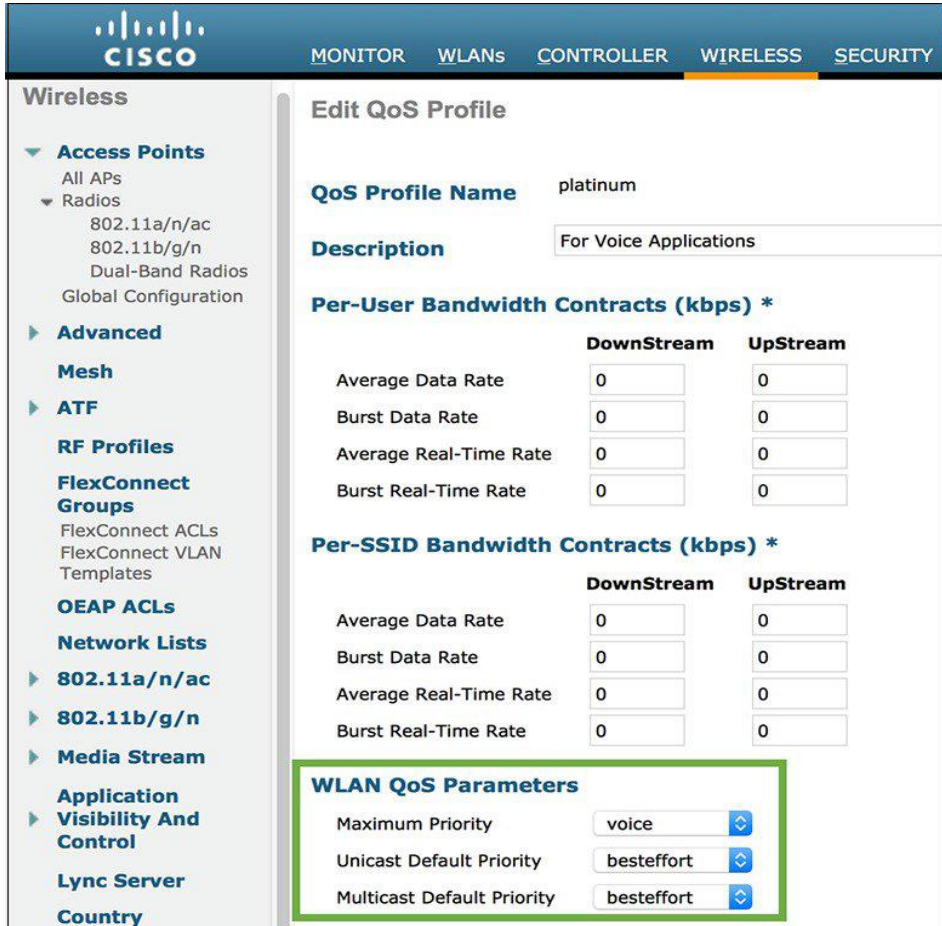 CISCO
MONITOR WLANs CONTROLLER WIRELESS SECURITY
Wireless
Access Points
All APs
Radios
802.11a/n/ac
802.11b/g/n
Dual-Band Radios
Global Configuration
Advanced
Mesh
ATF
RF Profiles
FlexConnect
Groups
FlexConnect ACLs
FlexConnect VLAN
Templates
OEAP ACLs
Network Lists
802.11a/n/ac
802.11b/g/n
Media Stream
Application
Visibility And
Control
Lync Server
Country
Edit QoS Profile
QoS Profile Name platinum
Description For Voice Applications
Per-User Bandwidth Contracts (kbps) *
DownStream UpStream
Average Data Rate 0 0
Burst Data Rate 0 0
Average Real-Time Rate 0 0
Burst Real-Time Rate 0 0
Per-SSID Bandwidth Contracts (kbps) *
DownStream UpStream
Average Data Rate 0 0
Burst Data Rate 0 0
Average Real-Time Rate 0 0
Burst Real-Time Rate 0 0
WLAN QoS Parameters
Maximum Priority voice
Unicast Default Priority besteffort
Multicast Default Priority besteffort